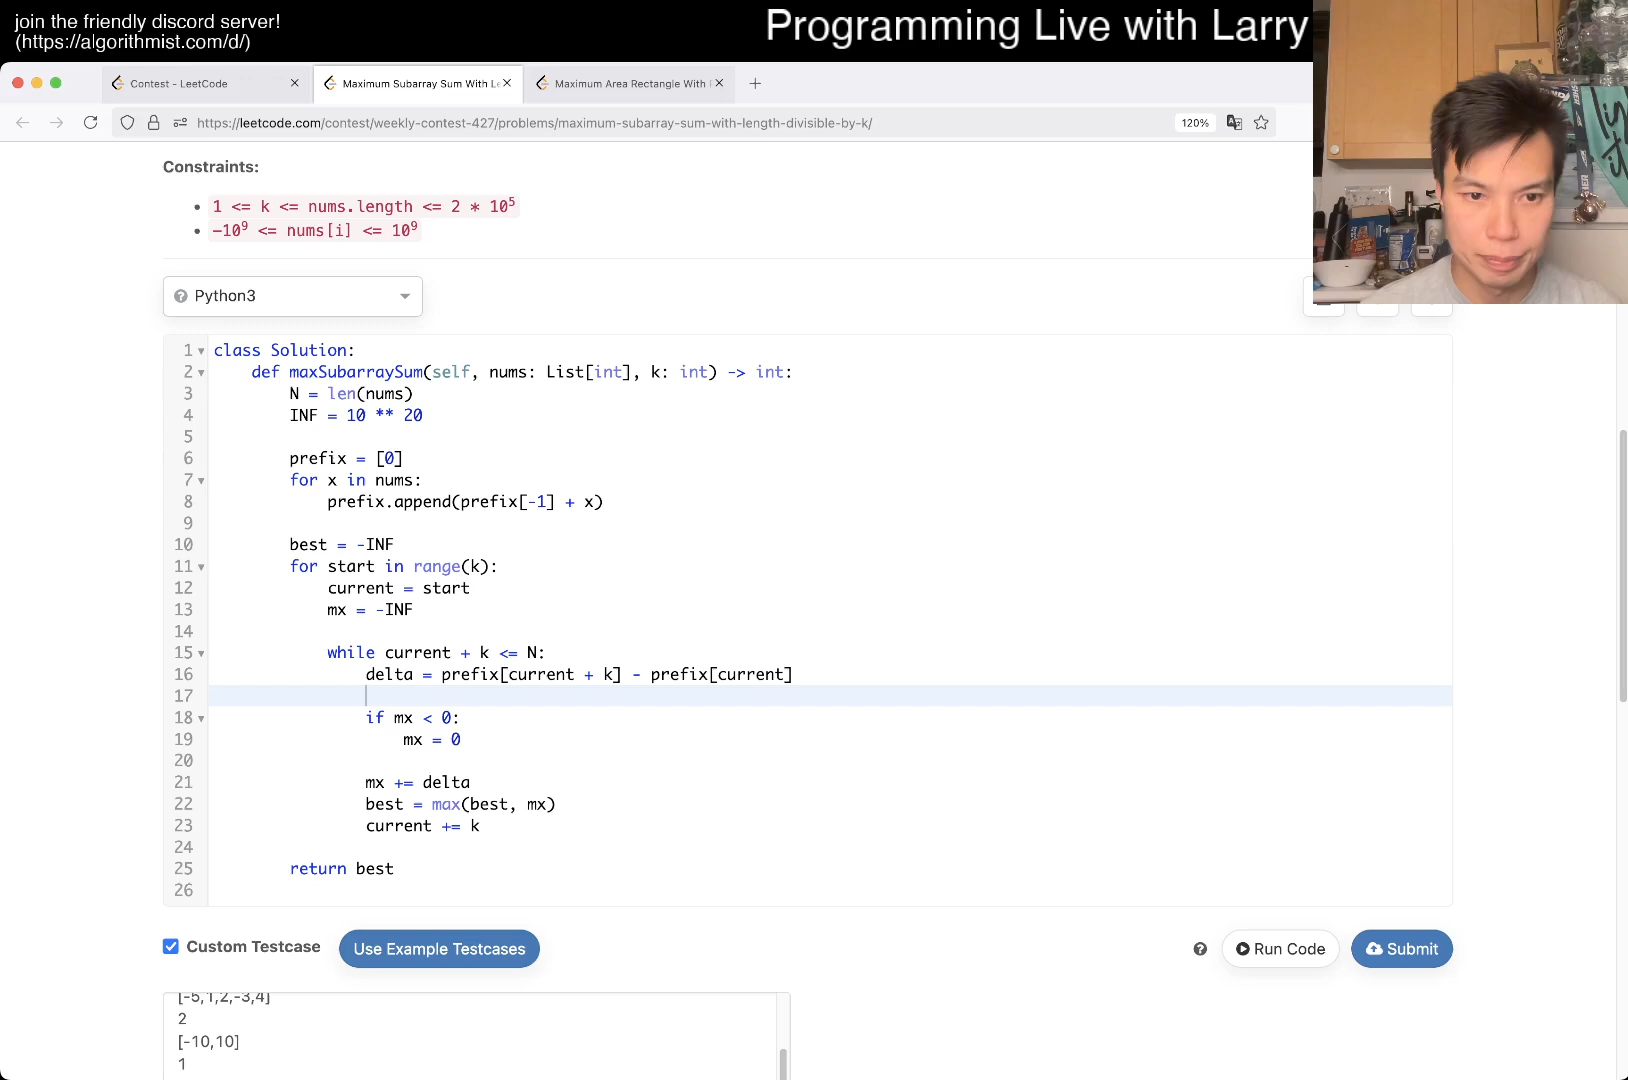 join the friendly discord server!
(https://algorithmist.com/d/)
Programming Live with Larry
Contest - LeetCode
Maximum Subarray Sum With Le
Maximum Area Rectangle With
https://leetcode.com/contest/weekly-contest-427/problems/maximum-subarray-sum-with-length-divisible-by-k/
120%
Constraints:
• 1 <= k <= nums.length <= 2 * 10⁵
• -10⁹ <= nums[i] <= 10⁹
Python3
1 class Solution:
2 def maxSubarraySum(self, nums: List[int], k: int) -> int:
3 N = len(nums)
4 INF = 10 ** 20
5
6 prefix = [0]
7 for x in nums:
8 prefix.append(prefix[-1] + x)
9
10 best = -INF
11 for start in range(k):
12 current = start
13 mx = -INF
14
15 while current + k <= N:
16 delta = prefix[current + k] - prefix[current]
17
18 if mx < 0:
19 mx = 0
20
21 mx += delta
22 best = max(best, mx)
23 current += k
24
25 return best
26
Custom Testcase
Use Example Testcases
Run Code
Submit
[-5,1,2,-3,4]
2
[-10,10]
1